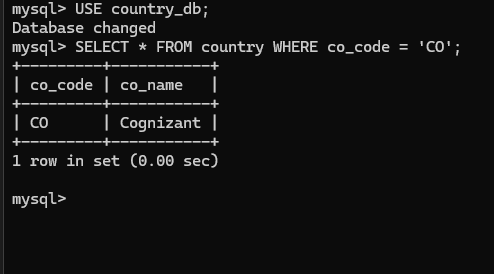 mysql> USE country_db;
Database changed
mysql> SELECT * FROM country WHERE co_code = 'CO';
+---------+-----------+
| co_code | co_name   |
+---------+-----------+
| CO      | Cognizant |
+---------+-----------+
1 row in set (0.00 sec)
mysql>